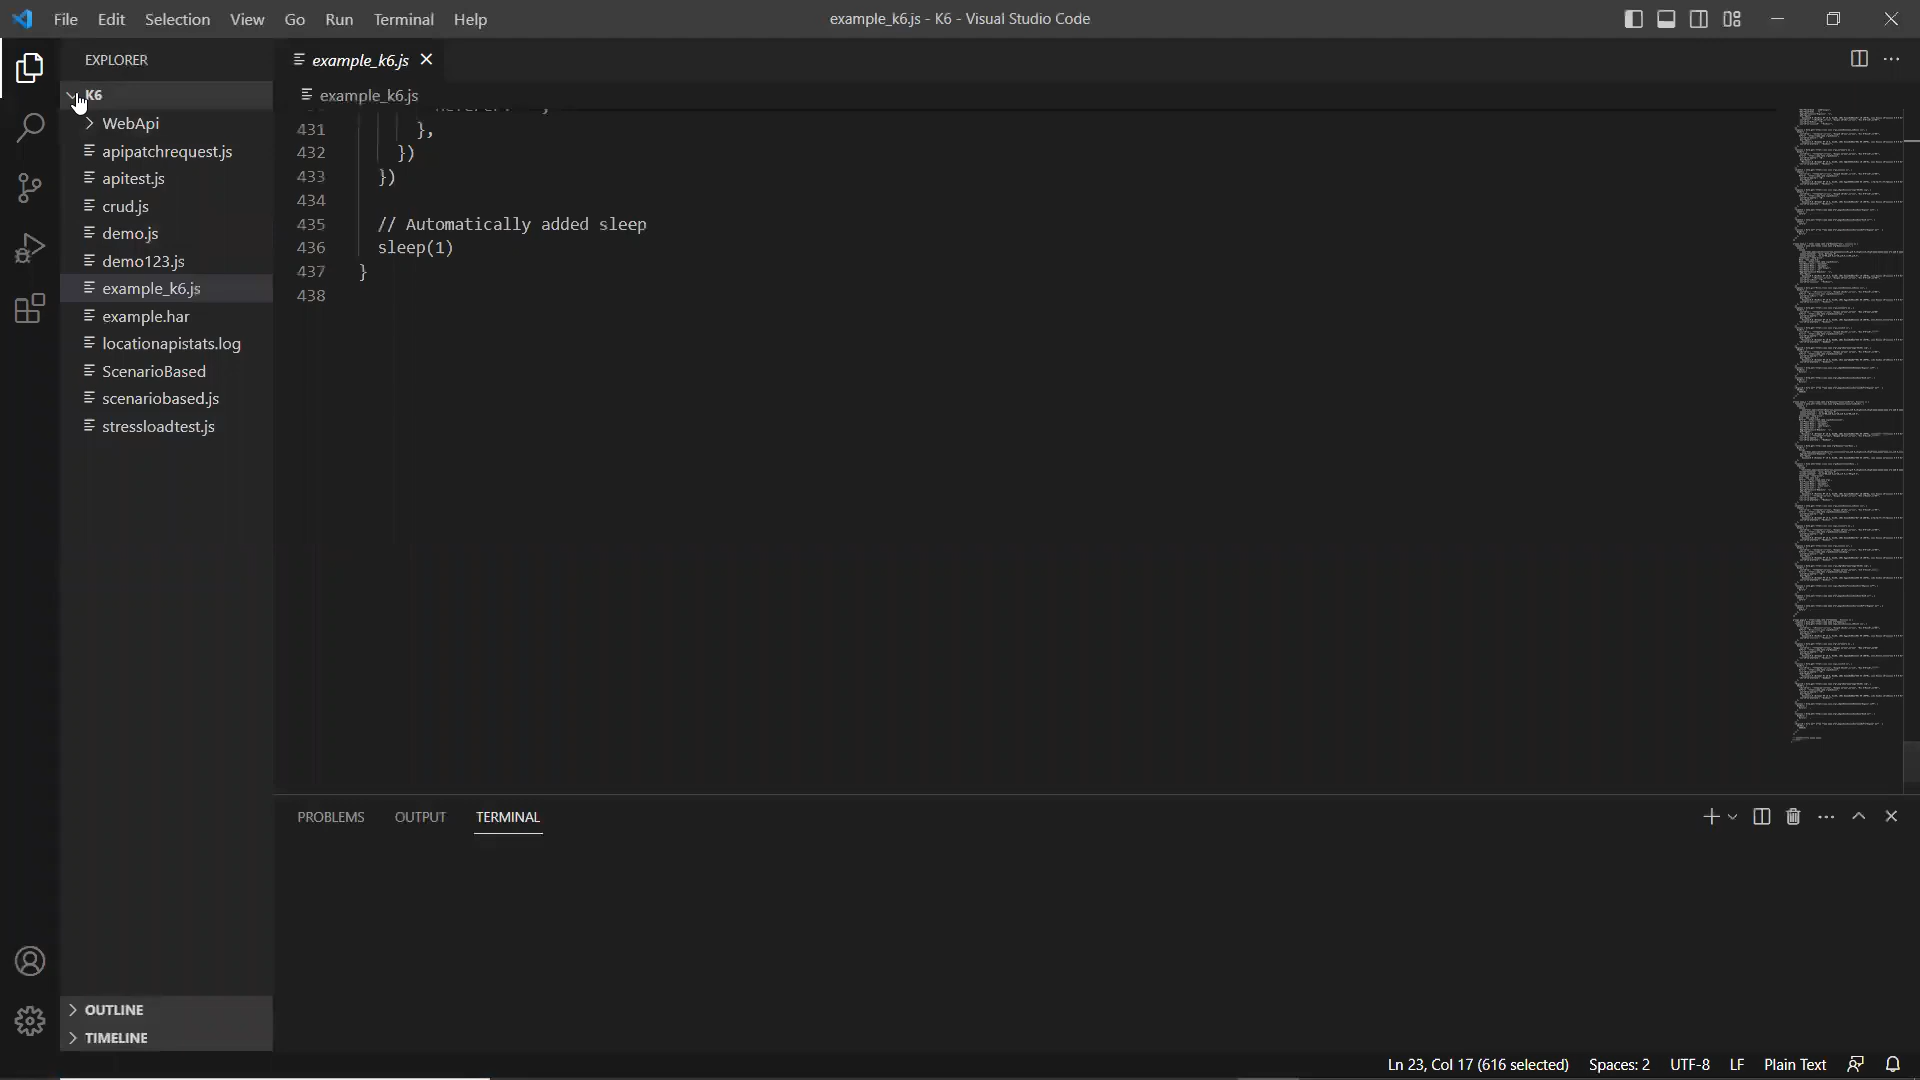 File Edit Selection View Go Run Terminal Help
example_k6.js - K6 - Visual Studio Code
EXPLORER
K6
WebApi
apipatchrequest.js
apitest.js
crud.js
demo.js
demo123.js
example_k6.js
example.har
locationapistats.log
ScenarioBased
scenariobased.js
stressloadtest.js
OUTLINE
TIMELINE
example_k6.js
example_k6.js
431 },
432 })
433 })
434
435 // Automatically added sleep
436 sleep(1)
437 }
438
PROBLEMS OUTPUT TERMINAL
Ln 23, Col 17 (616 selected) Spaces: 2 UTF-8 LF Plain Text